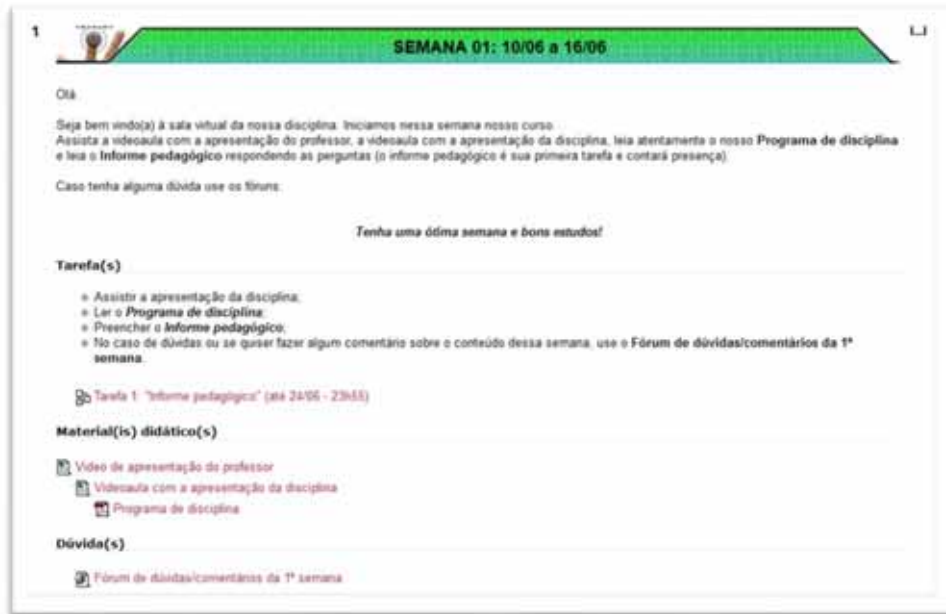 1
SEMANA 01: 10/06 a 16/06
Olá
Seja bem vindo(a) à sala virtual da nossa disciplina. Iniciamos nessa semana nosso curso.
Assista a videoaula com a apresentação do professor, a videoaula com a apresentação da disciplina, leia atentamente o nosso Programa de disciplina
e leia o Informe pedagógico respondendo as perguntas (o informe pedagógico é sua primeira tarefa e contará presença).
Caso tenha alguma dúvida use os fóruns.
Tenha uma ótima semana e bons estudos!
Tarefa(s)
Assistir a apresentação da disciplina;
Ler o Programa de disciplina;
Preencher o Informe pedagógico;
No caso de dúvidas ou se quiser fazer algum comentário sobre o conteúdo dessa semana, use o Fórum de dúvidas/comentários da 1ª
semana.
Tarefa 1: "Informe pedagógico" (até 24/06 - 23h55)
Material(is) didático(s)
Vídeo de apresentação do professor
Videoaula com a apresentação da disciplina
Programa de disciplina
Dúvida(s)
Fórum de dúvidas/comentários da 1ª semana